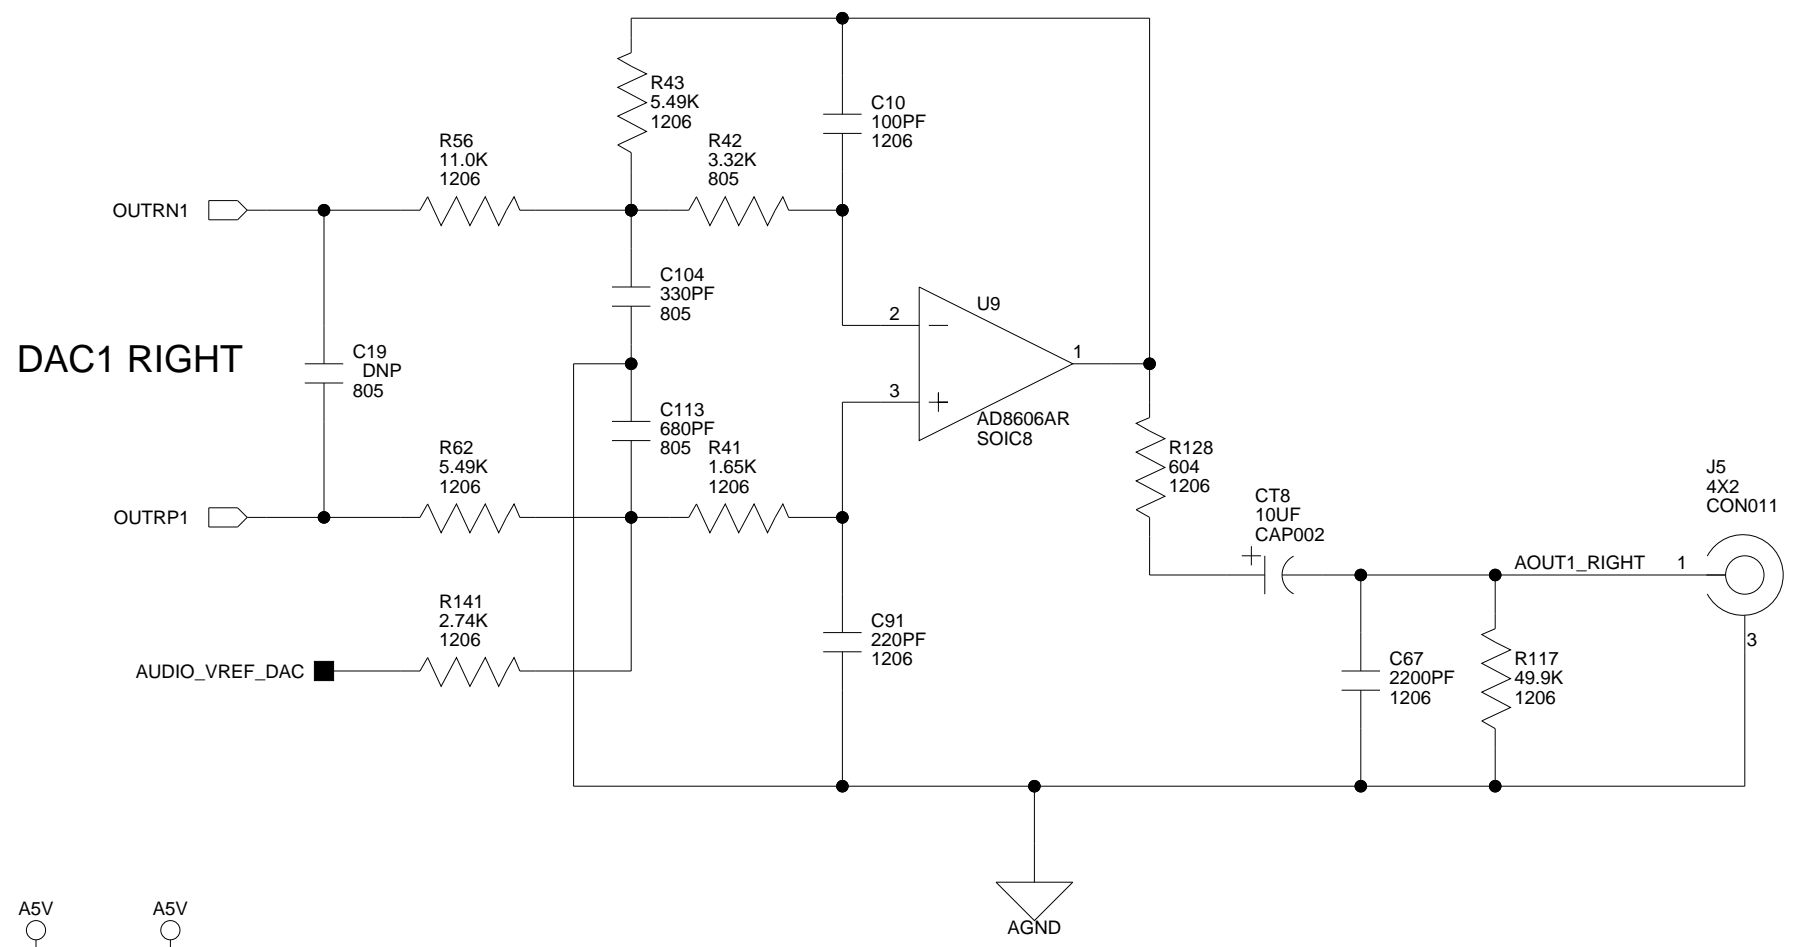 R43
5.49K
1206
C10
100PF
1206
R56
11.0K
1206
R42
3.32K
805
OUTRN1
C104
330PF
805
U9
2
1
3
AD8606AR
SOIC8
DAC1 RIGHT
C19
DNP
805
C113
680PF
805
R62
5.49K
1206
R41
1.65K
1206
OUTRP1
R128
604
1206
CT8
10UF
CAP002
J5
4X2
CON011
AOUT1_RIGHT
1
3
R141
2.74K
1206
AUDIO_VREF_DAC
C91
220PF
1206
C67
2200PF
1206
R117
49.9K
1206
AGND
A5V
A5V